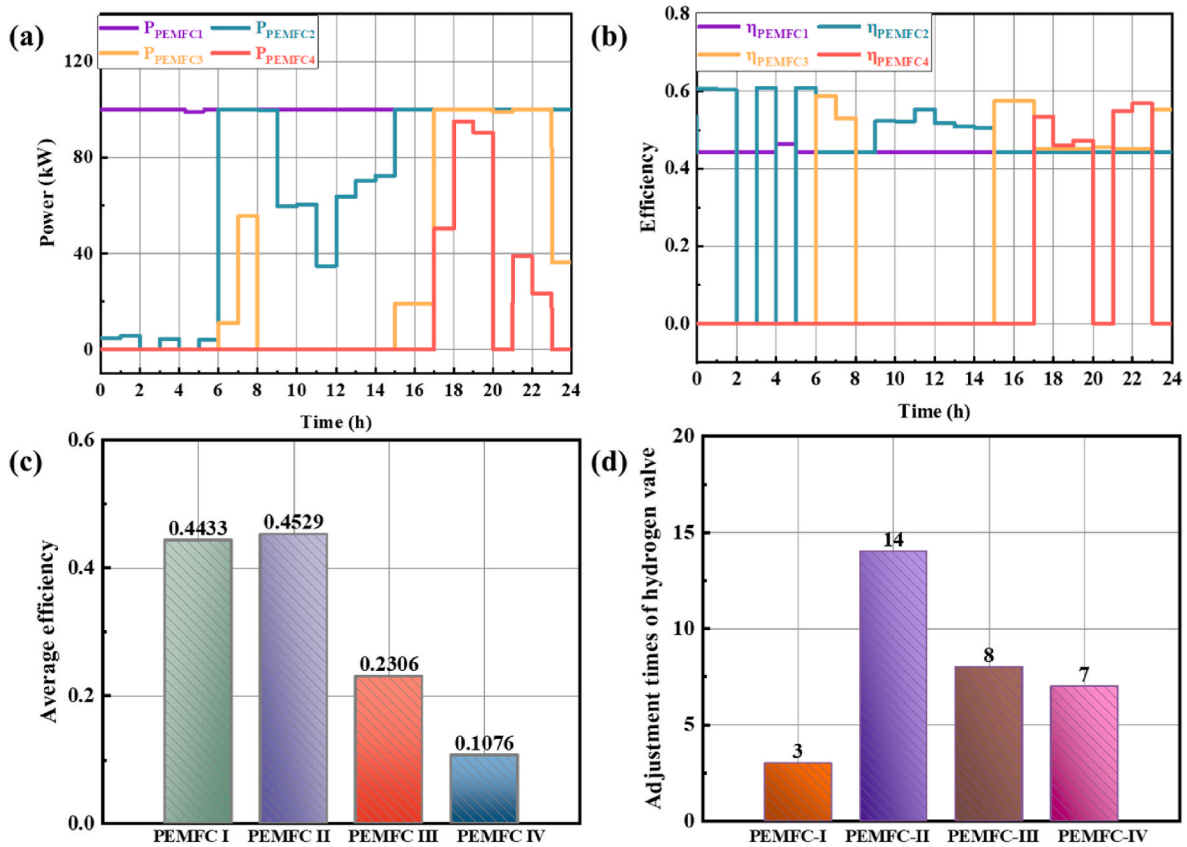 (a)
P_PEMFC1 P_PEMFC2
P_PEMFC3 P_PEMFC4
120
80
40
0
Power (kW)
0 2 4 6 8 10 12 14 16 18 20 22 24
Time (h)
(b)
η_PEMFC1 η_PEMFC2
η_PEMFC3 η_PEMFC4
0.8
0.6
0.4
0.2
0.0
Efficiency
0 2 4 6 8 10 12 14 16 18 20 22 24
Time (h)
(c)
0.6
0.4
0.2
0.0
Average efficiency
0.4433
0.4529
0.2306
0.1076
PEMFC I PEMFC II PEMFC III PEMFC IV
(d)
20
15
10
5
0
Adjustment times of hydrogen valve
3
14
8
7
PEMFC-I PEMFC-II PEMFC-III PEMFC-IV